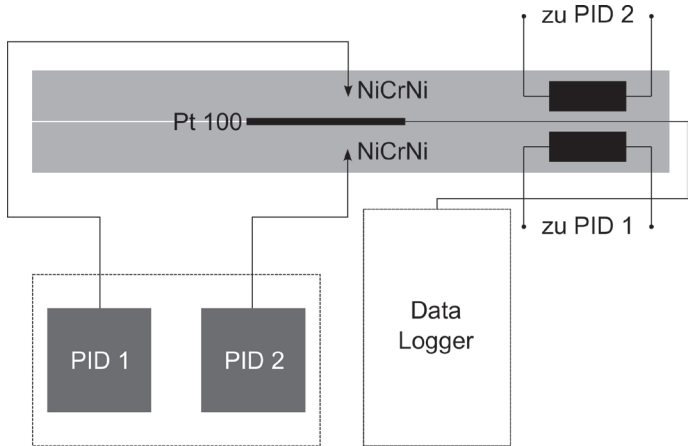 zu PID 2
NiCrNi
Pt 100
NiCrNi
zu PID 1
Data
Logger
PID 1
PID 2